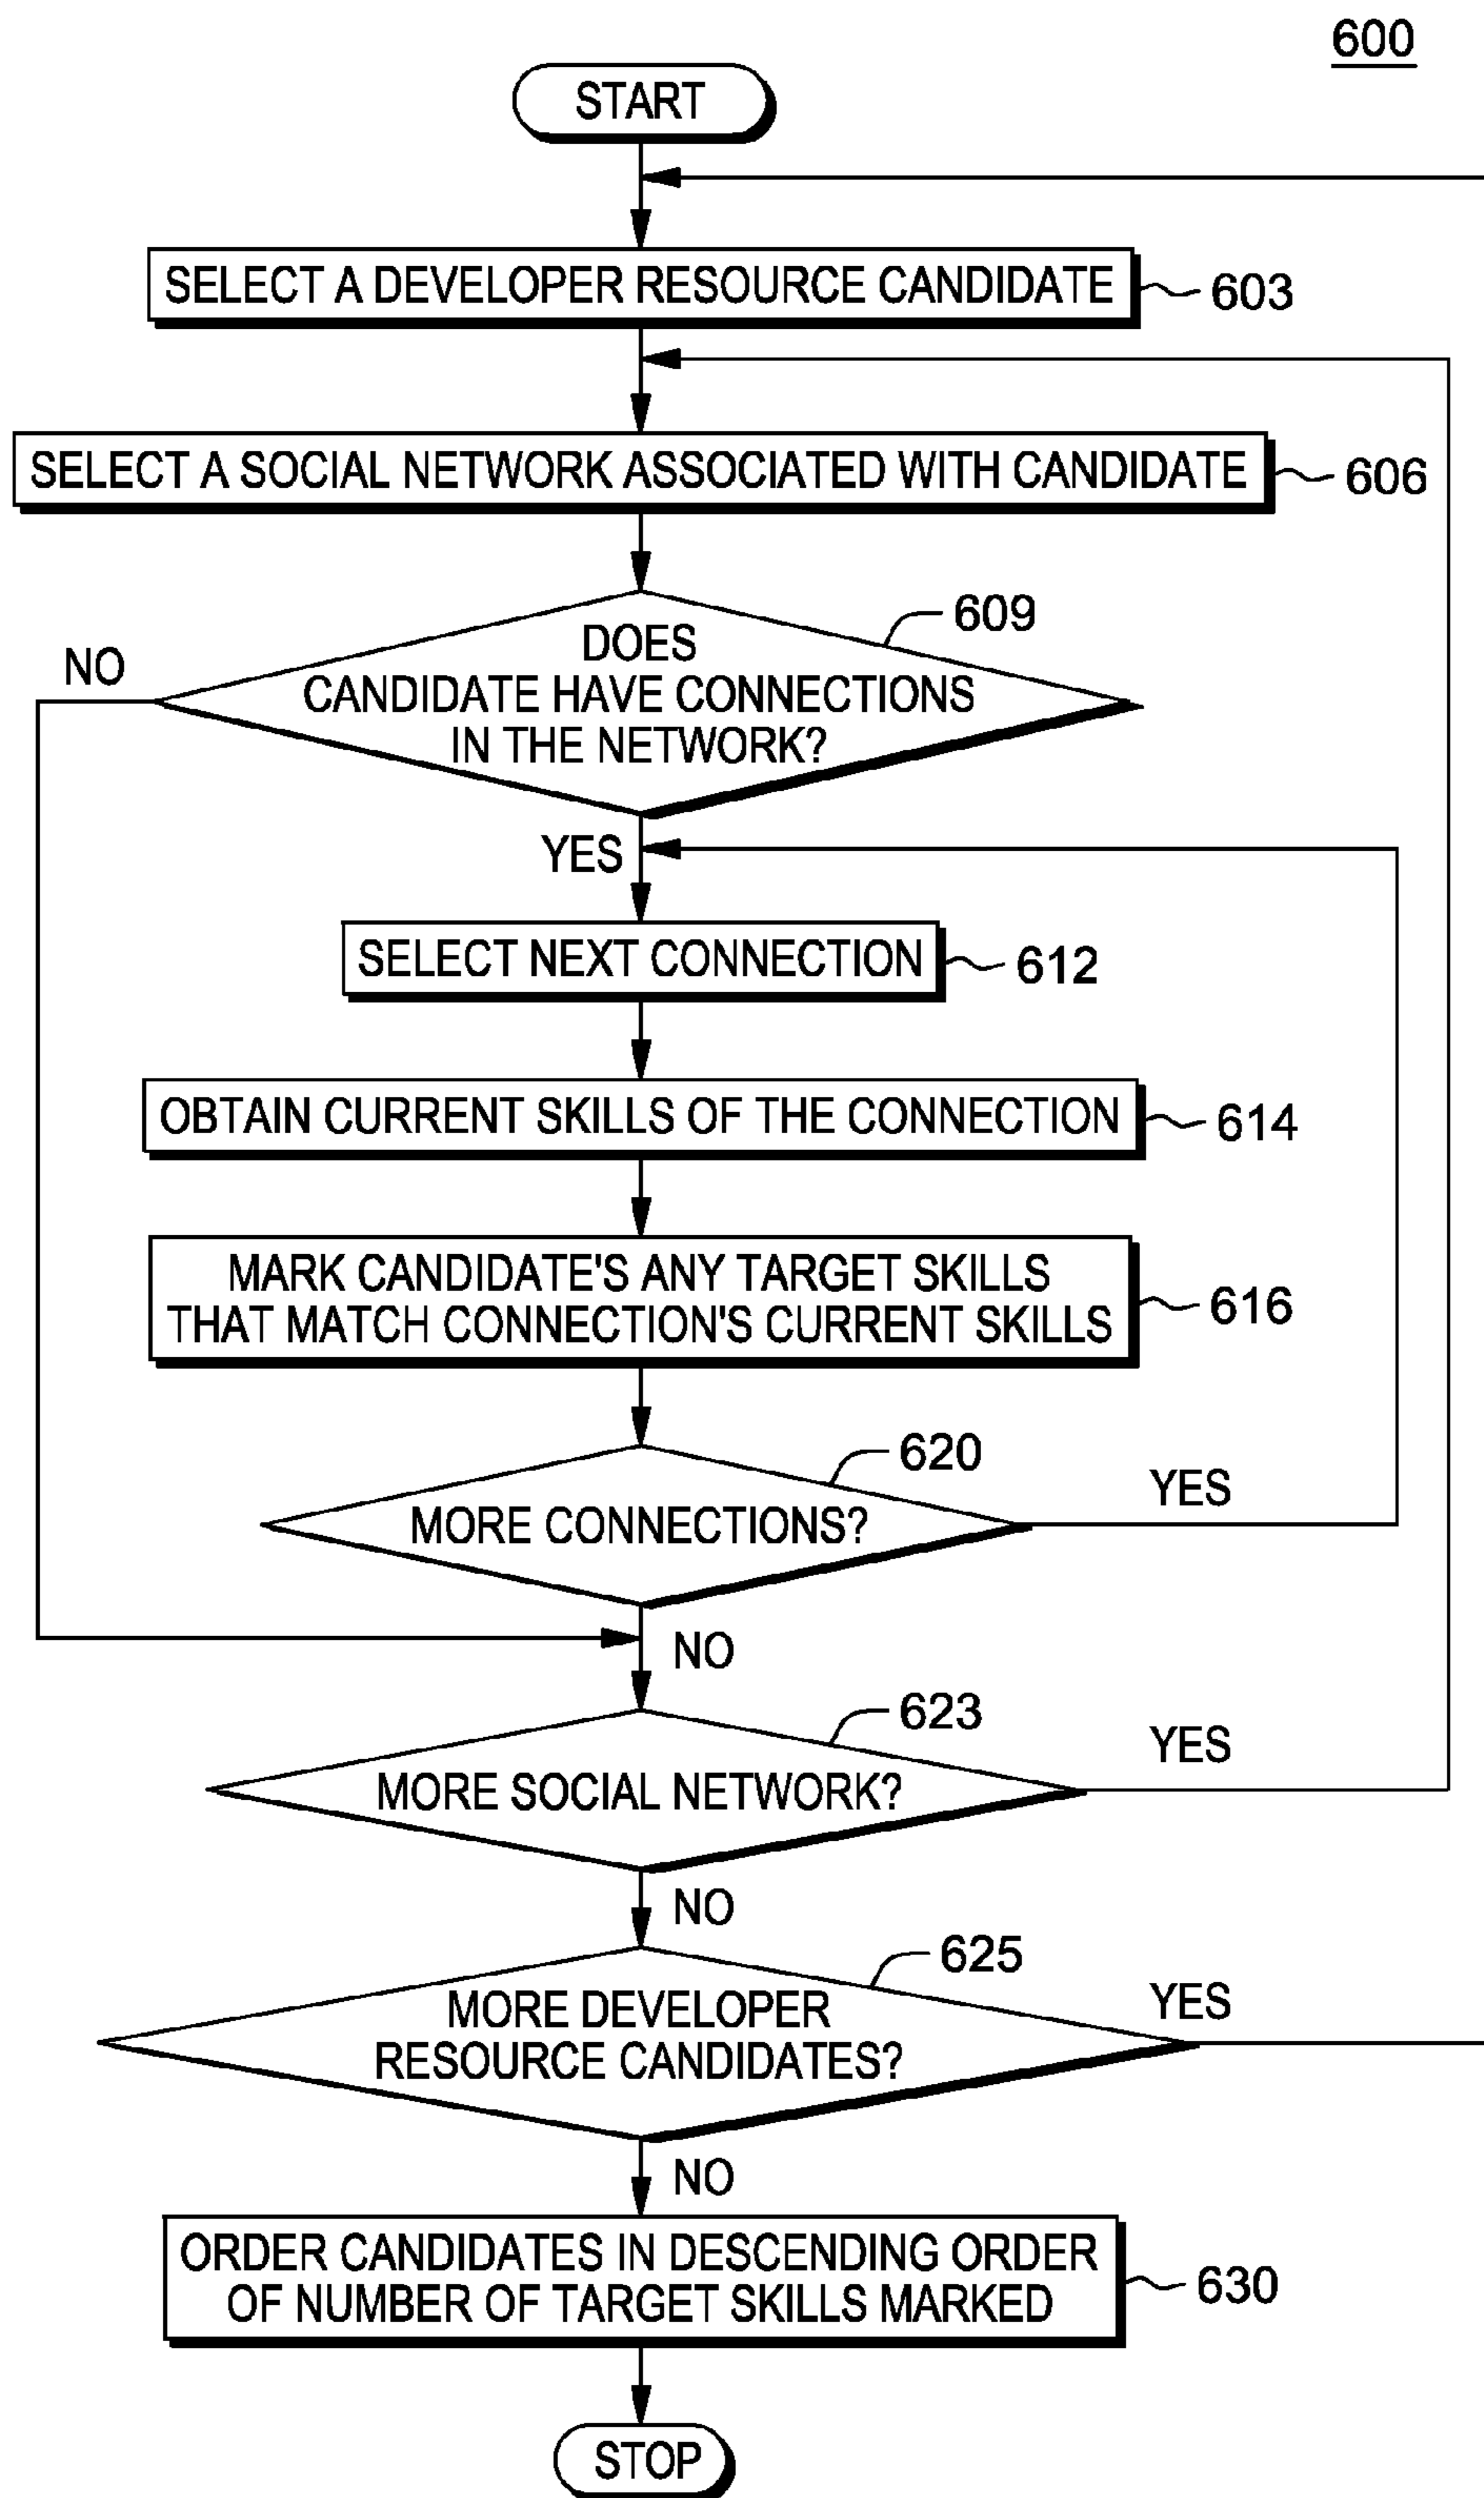 600
START
SELECT A DEVELOPER RESOURCE CANDIDATE
603
SELECT A SOCIAL NETWORK ASSOCIATED WITH CANDIDATE
606
609
DOES
CANDIDATE HAVE CONNECTIONS
IN THE NETWORK?
NO
YES
SELECT NEXT CONNECTION
612
OBTAIN CURRENT SKILLS OF THE CONNECTION
614
MARK CANDIDATE'S ANY TARGET SKILLS
THAT MATCH CONNECTION'S CURRENT SKILLS
616
620
MORE CONNECTIONS?
YES
NO
623
MORE SOCIAL NETWORK?
YES
NO
625
MORE DEVELOPER
RESOURCE CANDIDATES?
YES
NO
ORDER CANDIDATES IN DESCENDING ORDER
OF NUMBER OF TARGET SKILLS MARKED
630
STOP